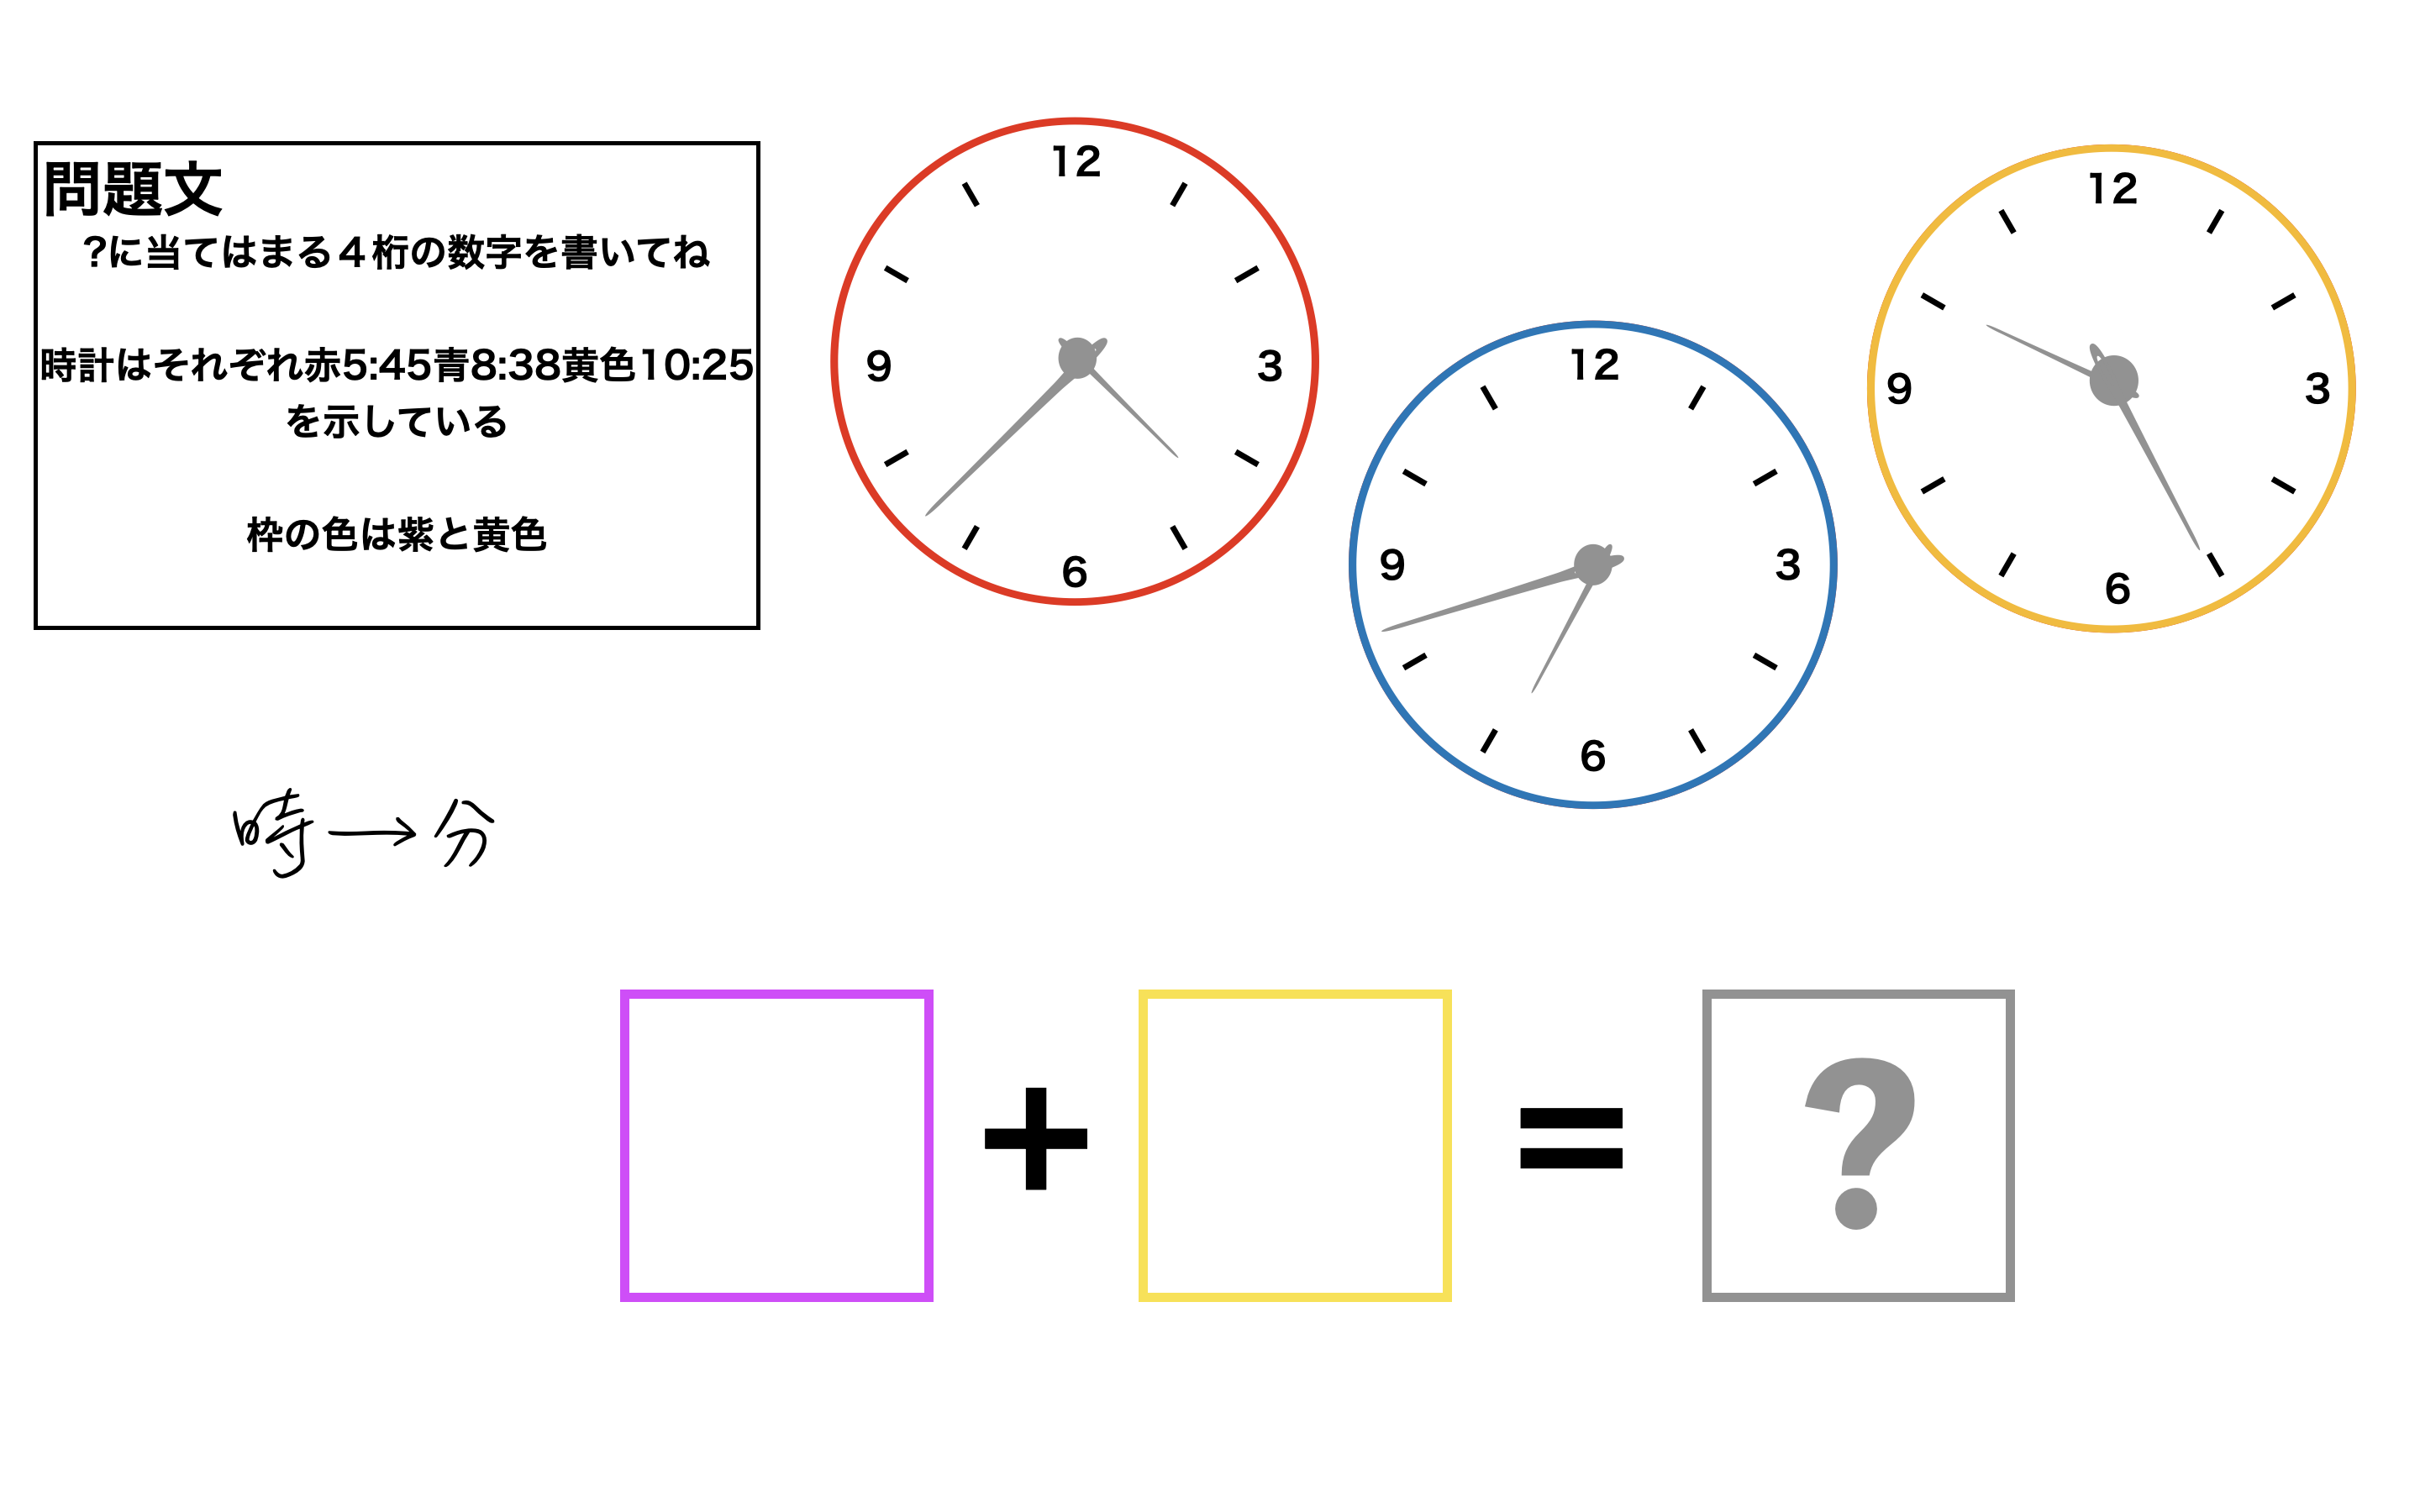 問題文
?に当てはまる4桁の数字を書いてね
時計はそれぞれ赤5:45青8:38黄色10:25
を示している
枠の色は紫と黄色
12
9
3
6
12
9
3
6
12
9
3
6
時→分
+
=
?